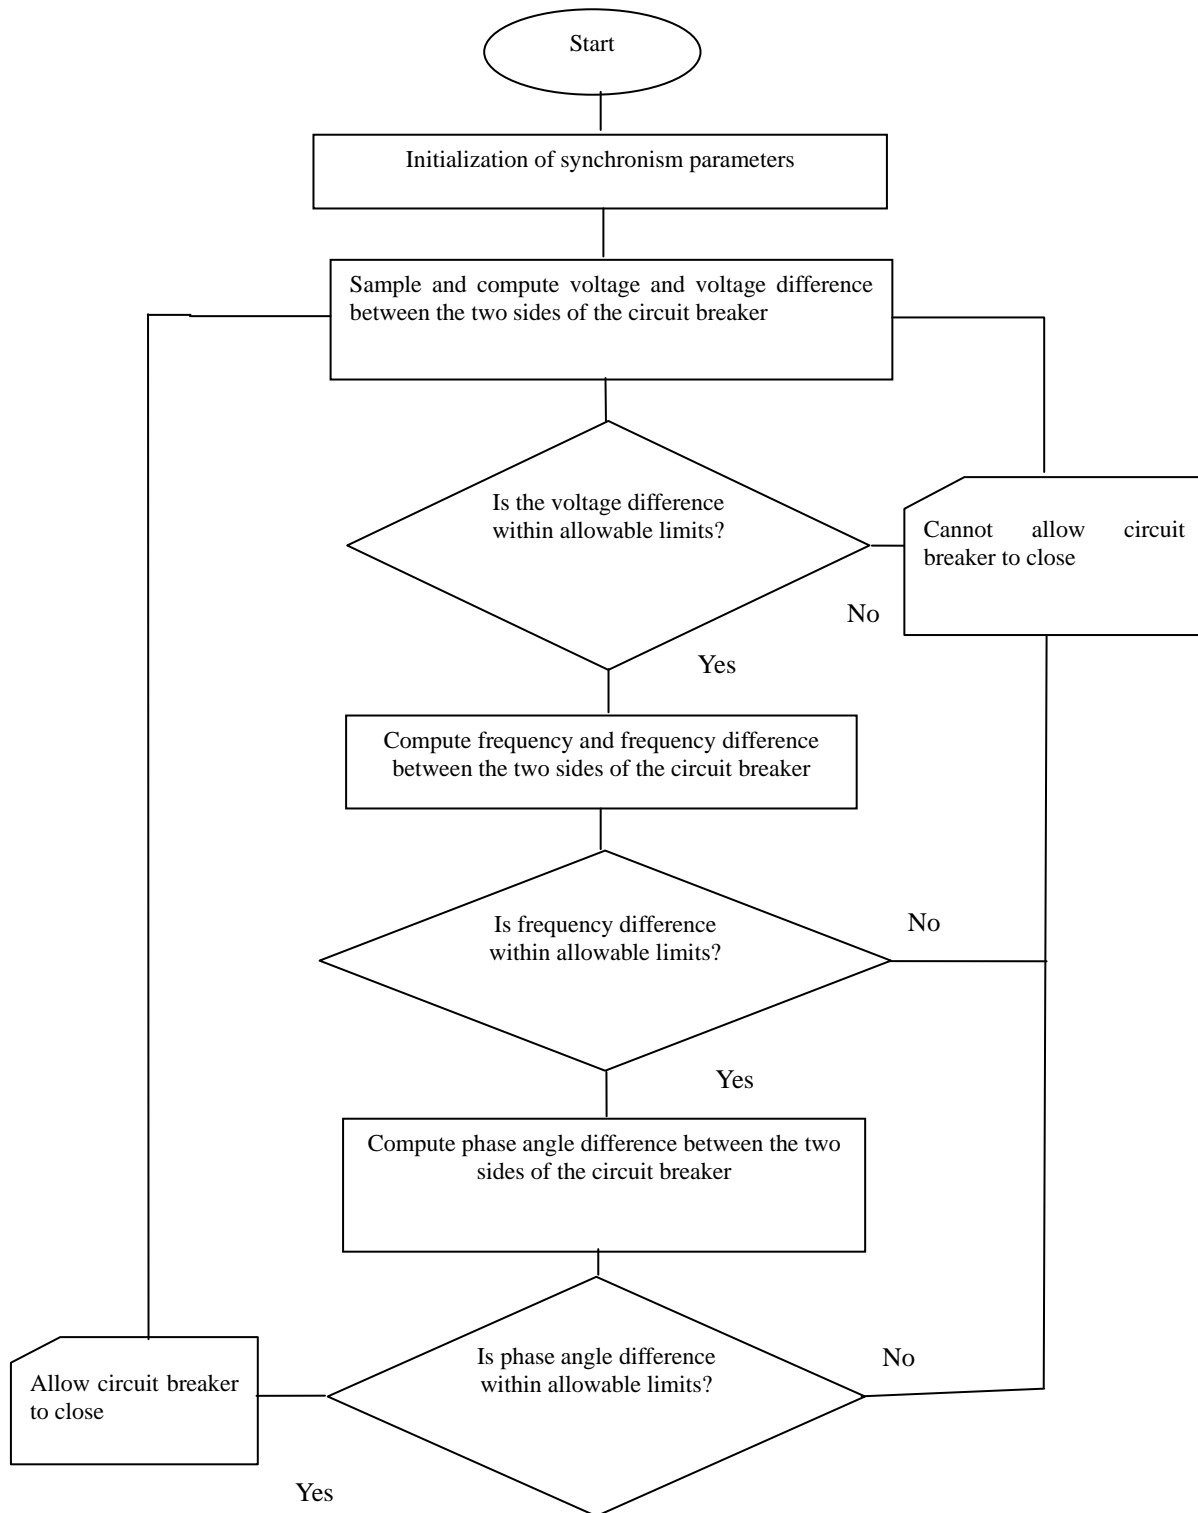 Start
Initialization of synchronism parameters
Sample and compute voltage and voltage difference
between the two sides of the circuit breaker
Is the voltage difference
within allowable limits?
Cannot allow circuit
breaker to close
No
Yes
Compute frequency and frequency difference
between the two sides of the circuit breaker
Is frequency difference
within allowable limits?
No
Yes
Compute phase angle difference between the two
sides of the circuit breaker
Is phase angle difference
within allowable limits?
No
Allow circuit breaker
to close
Yes